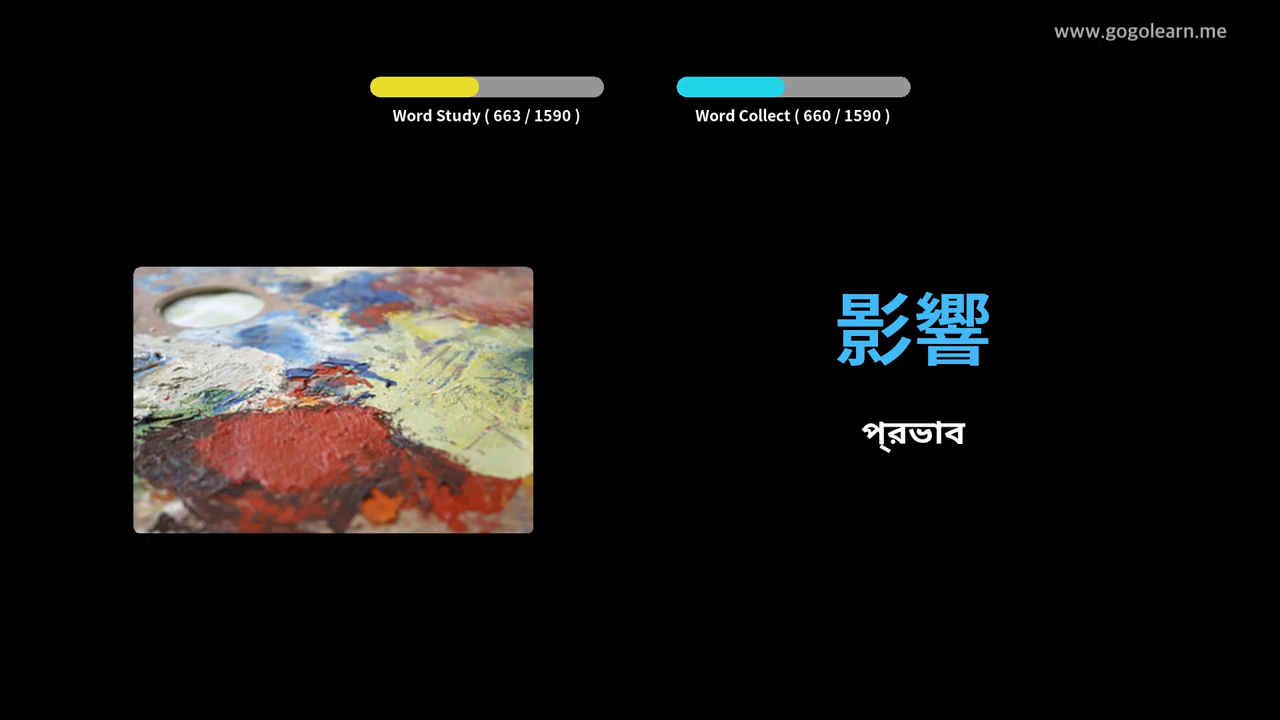 www.gogolearn.me
Word Study ( 663 / 1590 )
Word Collect ( 660 / 1590 )
影響
প্রভাব